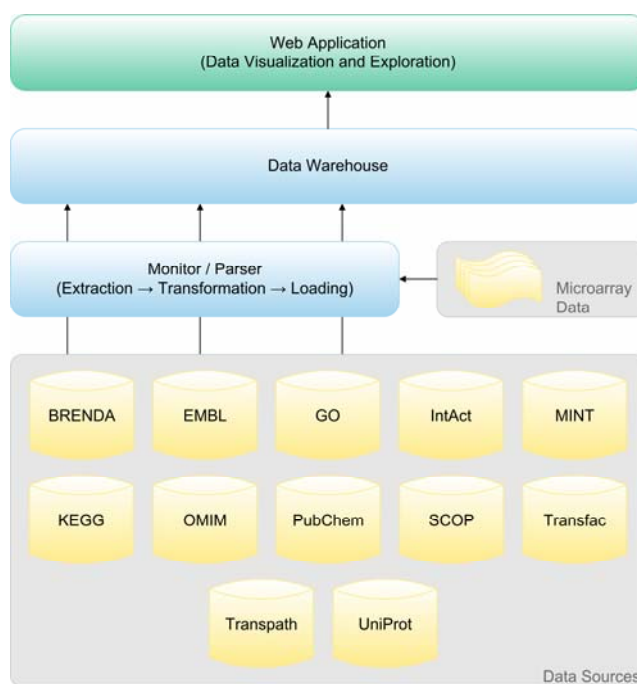 Web Application
(Data Visualization and Exploration)
Data Warehouse
Monitor / Parser
(Extraction → Transformation → Loading)
Microarray
Data
BRENDA
EMBL
GO
IntAct
MINT
KEGG
OMIM
PubChem
SCOP
Transfac
Transpath
UniProt
Data Sources